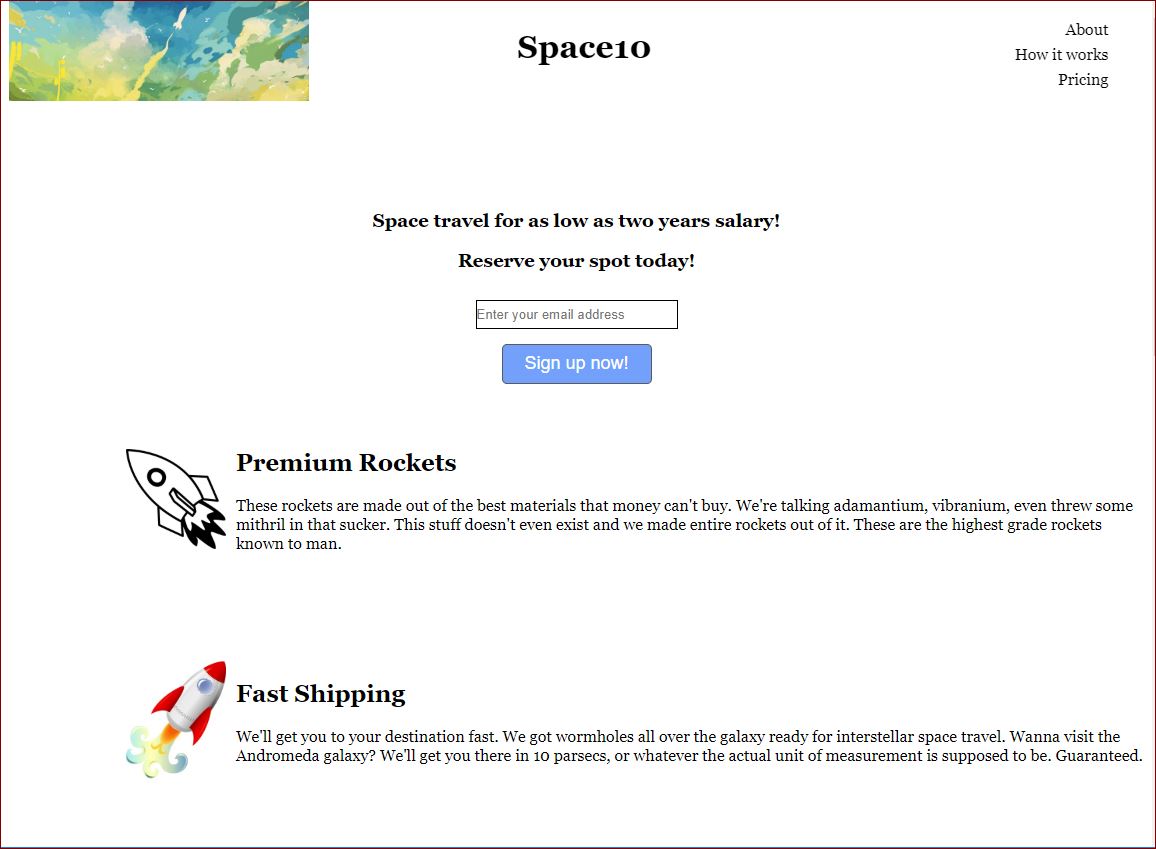 Space10
About
How it works
Pricing
Space travel for as low as two years salary!
Reserve your spot today!
Enter your email address
Sign up now!
Premium Rockets
These rockets are made out of the best materials that money can't buy. We're talking adamantium, vibranium, even threw some
mithril in that sucker. This stuff doesn't even exist and we made entire rockets out of it. These are the highest grade rockets
known to man.
Fast Shipping
We'll get you to your destination fast. We got wormholes all over the galaxy ready for interstellar space travel. Wanna visit the
Andromeda galaxy? We'll get you there in 10 parsecs, or whatever the actual unit of measurement is supposed to be. Guaranteed.